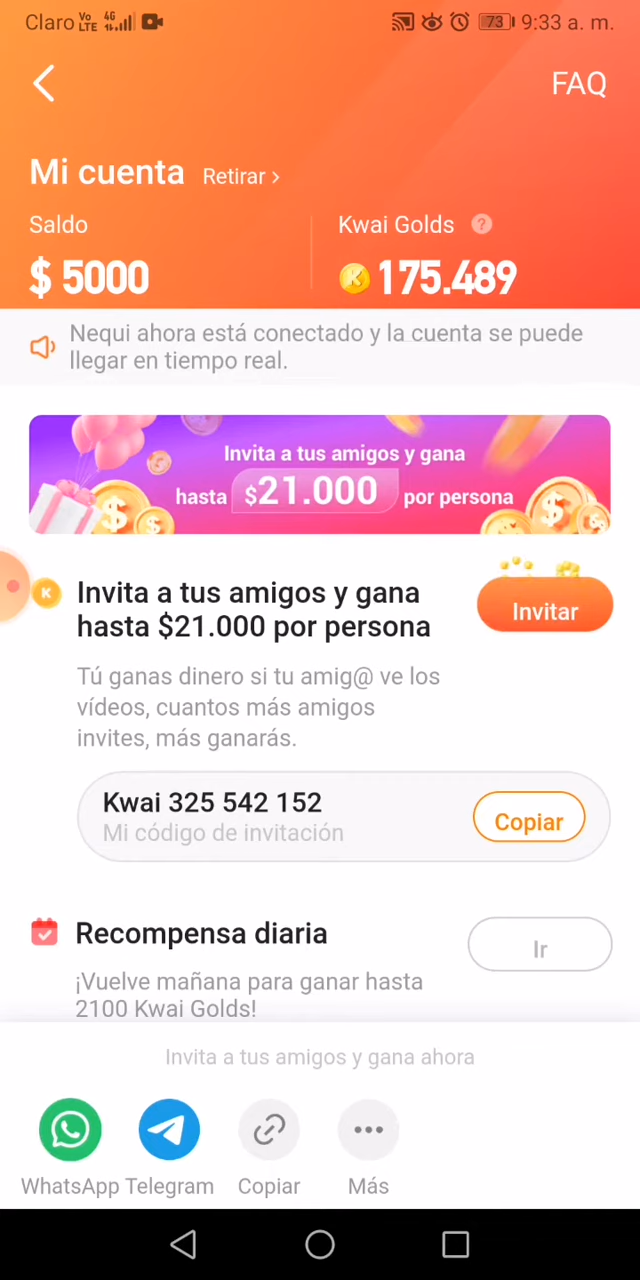 Claro Vo LTE 4G 73 9:33 a. m.
FAQ
Mi cuenta Retirar >
Saldo
$ 5000
Kwai Golds ?
K 175.489
Nequi ahora está conectado y la cuenta se puede
llegar en tiempo real.
Invita a tus amigos y gana
hasta $21.000 por persona
K Invita a tus amigos y gana
hasta $21.000 por persona
Invitar
Tú ganas dinero si tu amig@ ve los
vídeos, cuantos más amigos
invites, más ganarás.
Kwai 325 542 152
Mi código de invitación
Copiar
Recompensa diaria
Ir
¡Vuelve mañana para ganar hasta
2100 Kwai Golds!
Invita a tus amigos y gana ahora
WhatsApp Telegram Copiar Más